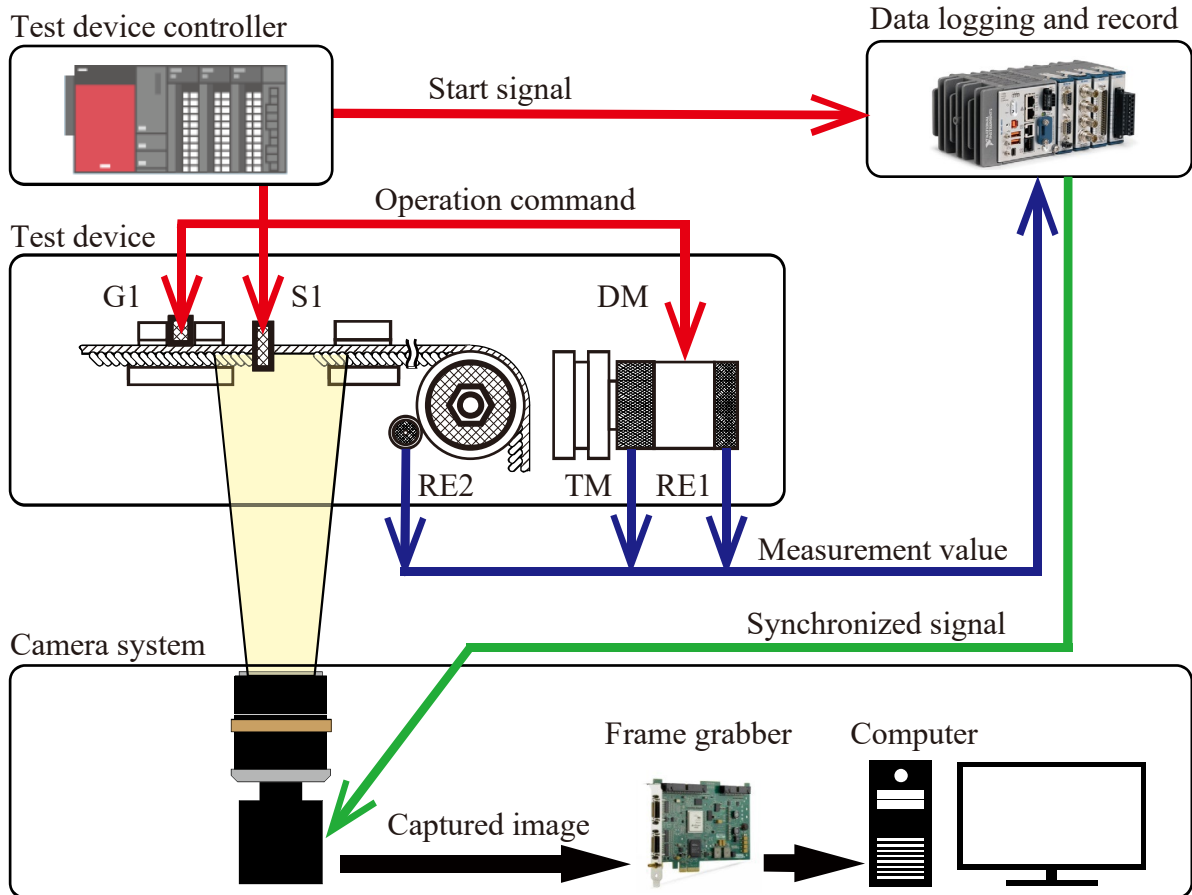 Test device controller
Data logging and record
Start signal
Operation command
Test device
G1
S1
DM
RE2
TM
RE1
Measurement value
Synchronized signal
Camera system
Frame grabber
Computer
Captured image